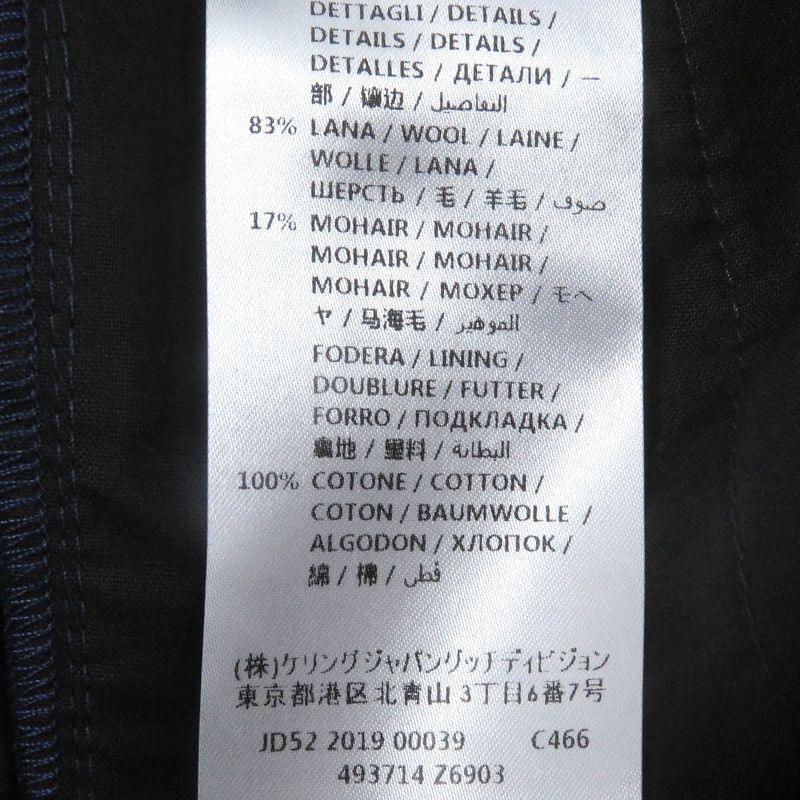 DETTAGLI / DETAILS /
DETAILS / DETAILS /
DETALLES / ДЕТАЛИ / 一
部 / 镶边 / التفاصيل
83% LANA / WOOL / LAINE /
WOLLE / LANA /
ШЕРСТЬ / 毛 / 羊毛 / صوف
17% MOHAIR / MOHAIR /
MOHAIR / MOHAIR /
MOHAIR / МОХЕР / モヘ
ヤ / 马海毛 / الموهير
FODERA / LINING /
DOUBLURE / FUTTER /
FORRO / ПОДКЛАДКА /
裏地 / 里料 / البطانة
100% COTONE / COTTON /
COTON / BAUMWOLLE /
ALGODON / ХЛОПОК /
綿 / 棉 / قطن
(株)ケリングジャパングッチディビジョン
東京都港区北青山 3丁目6番7号
JD52 2019 00039 C466
493714 Z6903